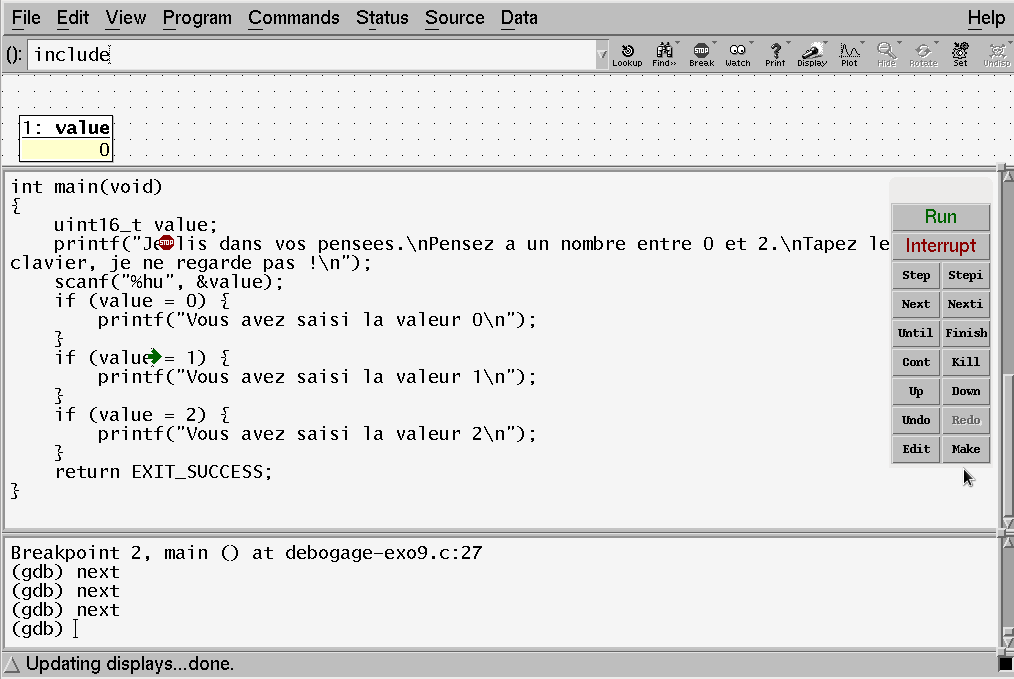 File Edit View Program Commands Status Source Data Help
(): include
Lookup Find>> Break Watch Print Display Plot Hide Rotate Set Undisp
1: value
0
int main(void)
{
uint16_t value;
printf("Je lis dans vos pensees.\nPensez a un nombre entre 0 et 2.\nTapez le
clavier, je ne regarde pas !\n");
scanf("%hu", &value);
if (value = 0) {
printf("Vous avez saisi la valeur 0\n");
}
if (value = 1) {
printf("Vous avez saisi la valeur 1\n");
}
if (value = 2) {
printf("Vous avez saisi la valeur 2\n");
}
return EXIT_SUCCESS;
}
Run
Interrupt
Step Stepi
Next Nexti
Until Finish
Cont Kill
Up Down
Undo Redo
Edit Make
Breakpoint 2, main () at debogage-exo9.c:27
(gdb) next
(gdb) next
(gdb) next
(gdb)
Updating displays...done.